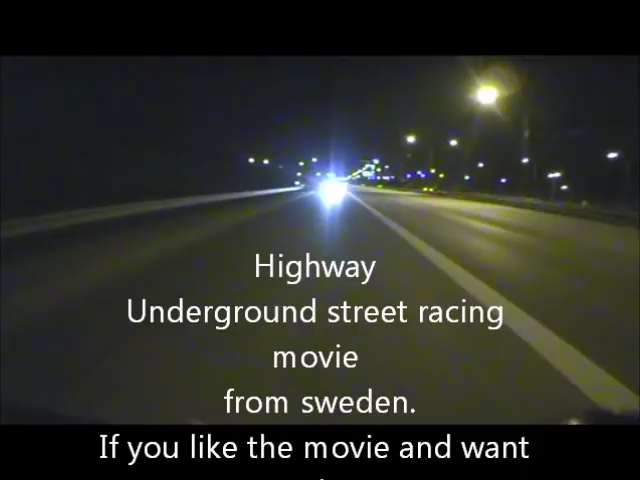 Highway
Underground street racing
movie
from sweden.
If you like the movie and want